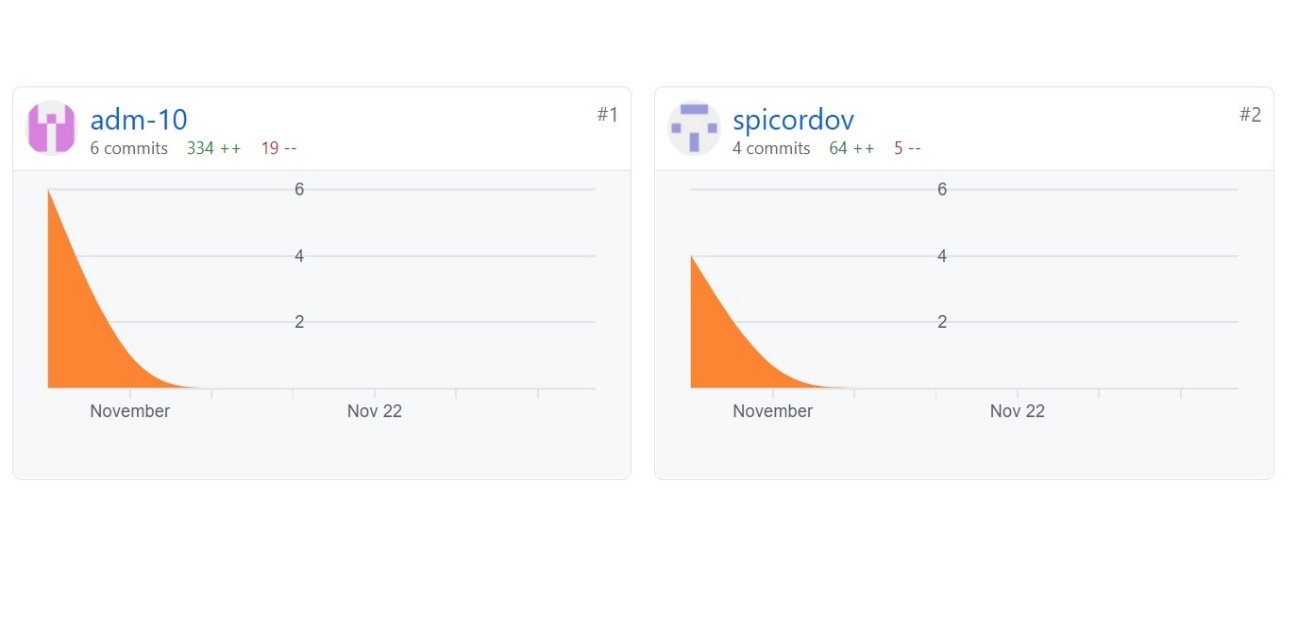 adm-10
#1
6 commits 334 ++ 19 --
6
4
2
November Nov 22
spicordov
#2
4 commits 64 ++ 5 --
6
4
2
November Nov 22